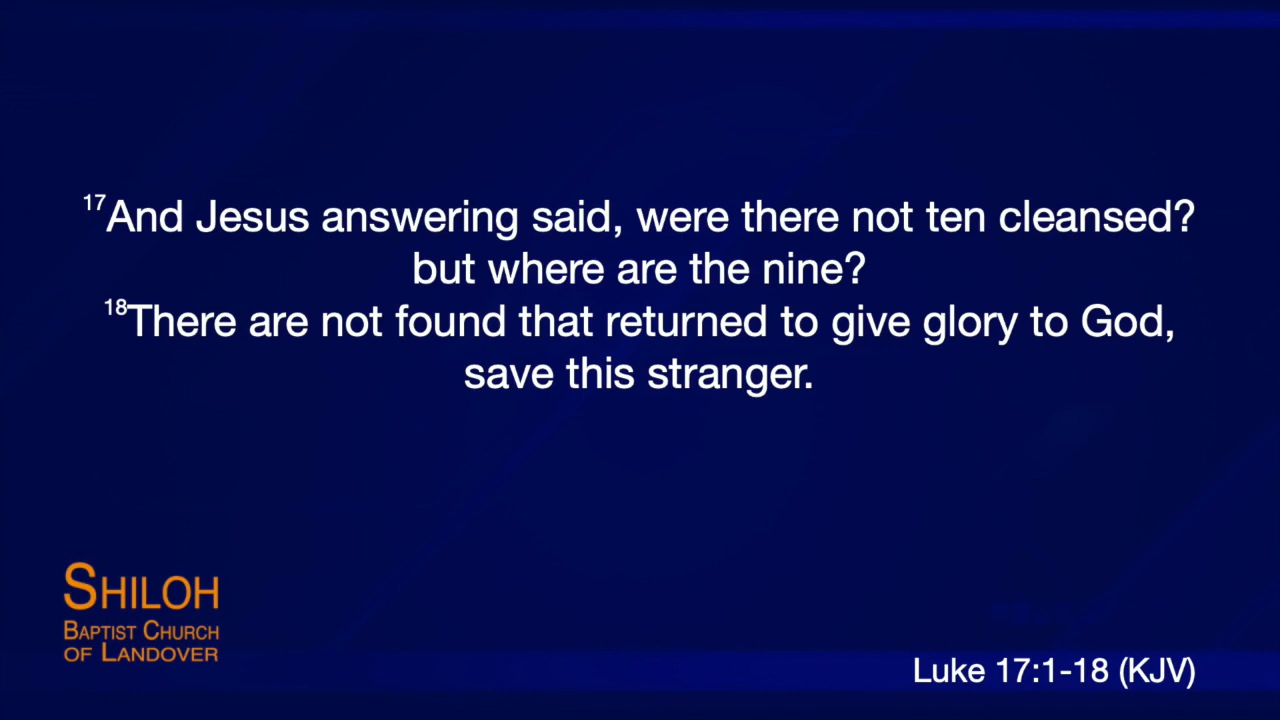 17And Jesus answering said, were there not ten cleansed?
but where are the nine?
18There are not found that returned to give glory to God,
save this stranger.
SHILOH
BAPTIST CHURCH
OF LANDOVER
Luke 17:1-18 (KJV)